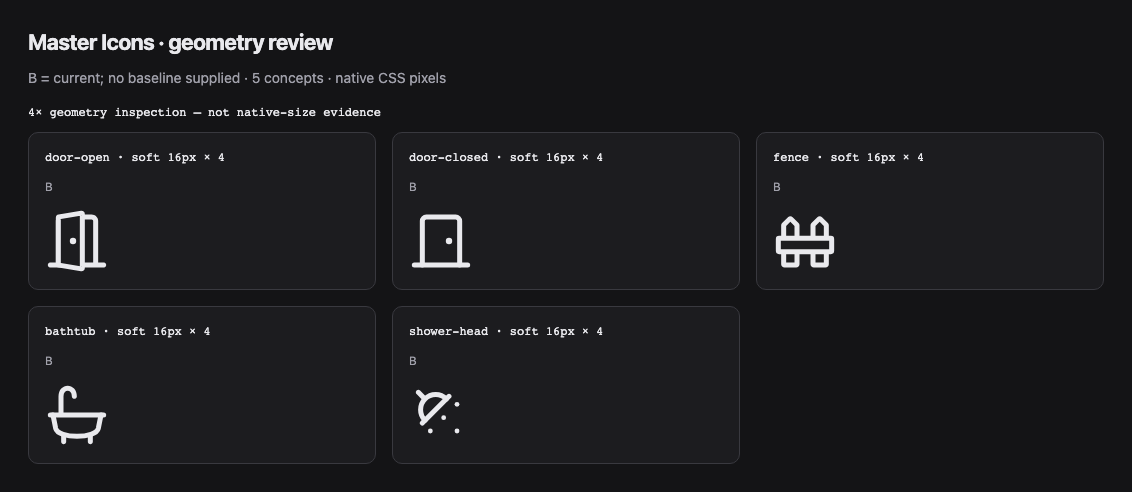 Master Icons · geometry review
B = current; no baseline supplied · 5 concepts · native CSS pixels
4× geometry inspection — not native-size evidence
door-open · soft 16px × 4
B
door-closed · soft 16px × 4
B
fence · soft 16px × 4
B
bathtub · soft 16px × 4
B
shower-head · soft 16px × 4
B